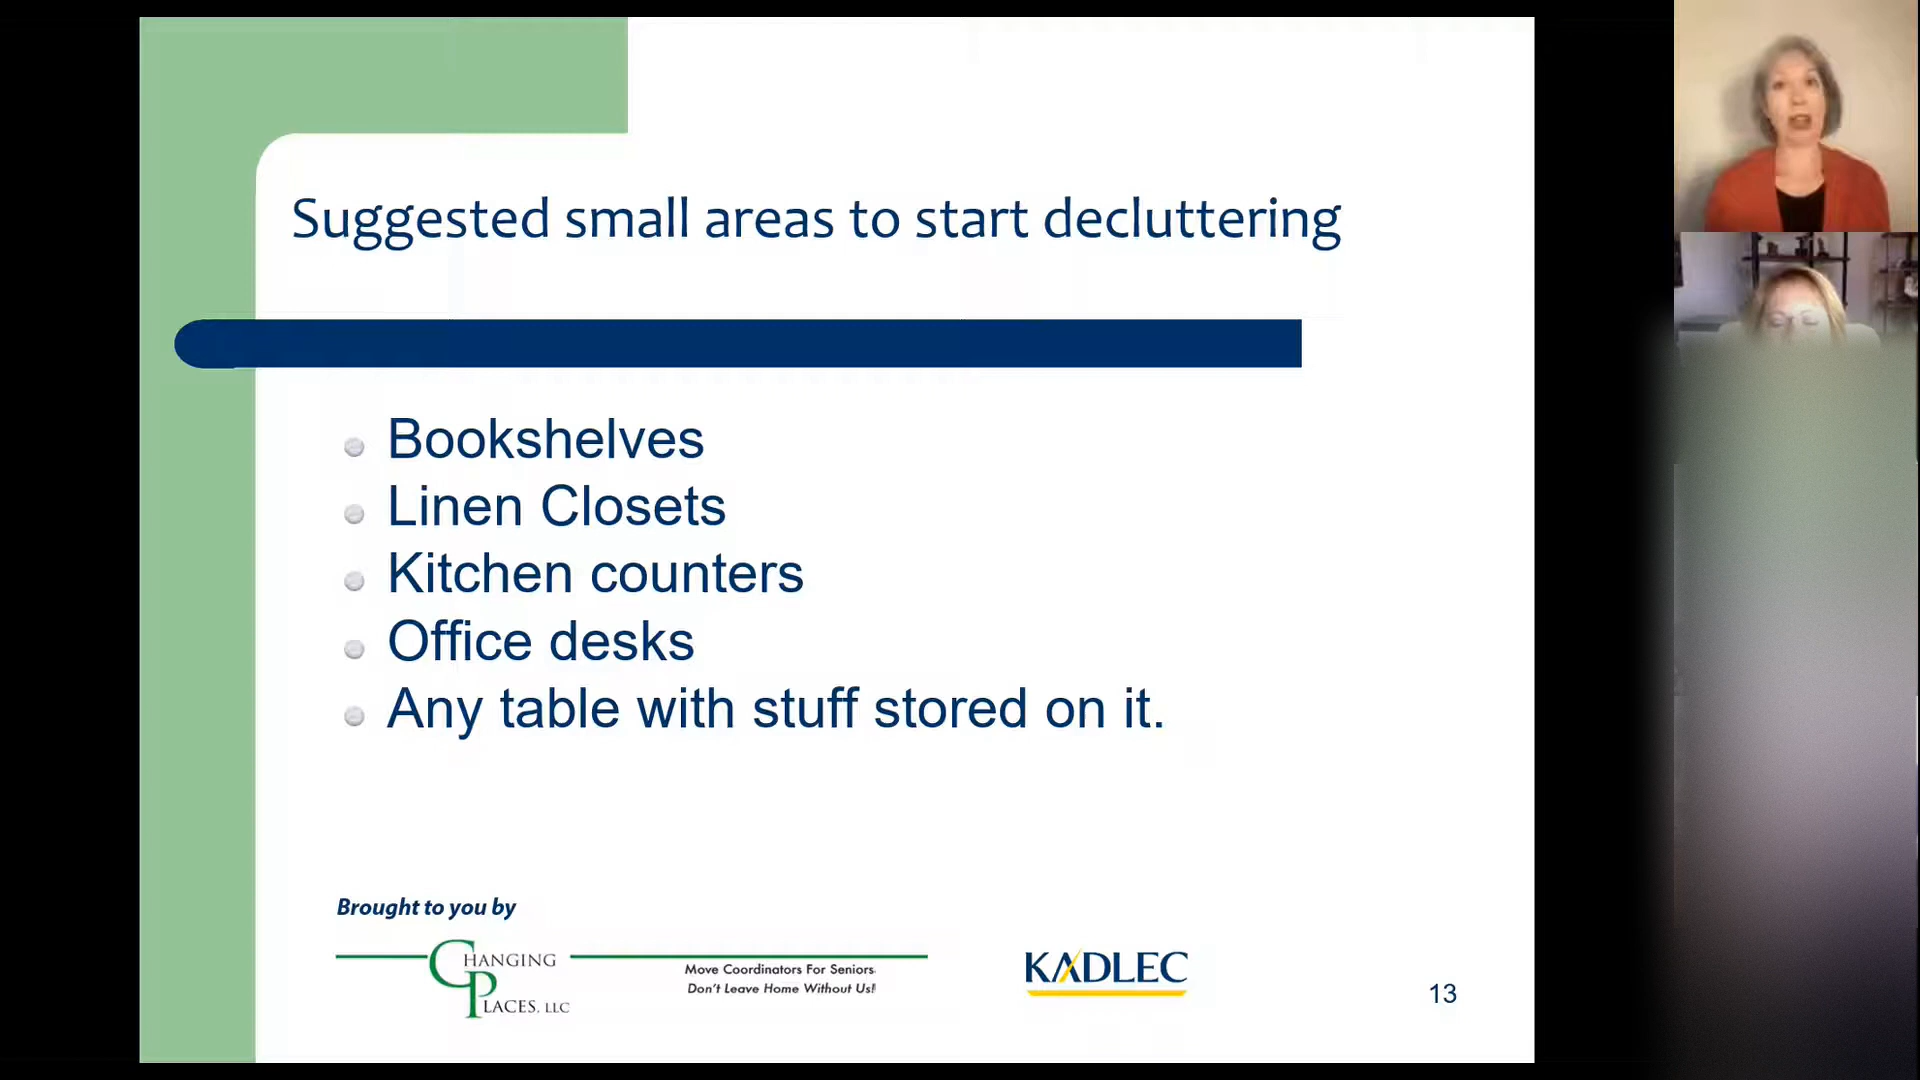 Suggested small areas to start decluttering
Bookshelves
Linen Closets
Kitchen counters
Office desks
Any table with stuff stored on it.
Brought to you by
CHANGING
PLACES, LLC
Move Coordinators For Seniors
Don't Leave Home Without Us!
KADLEC
13